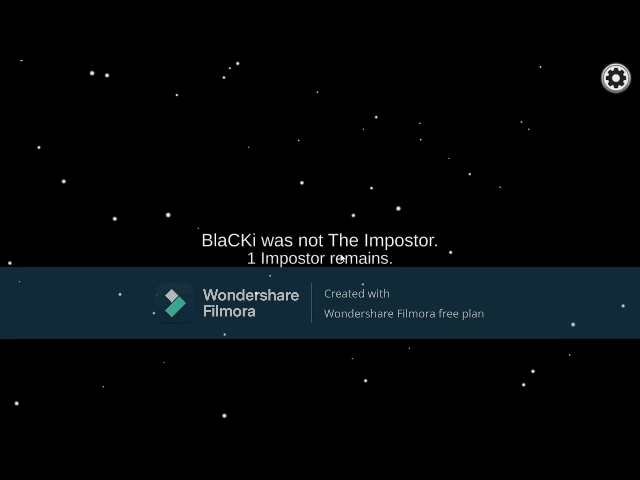 BlaCKi was not The Impostor.
1 Impostor remains.
Wondershare
Filmora
Created with
Wondershare Filmora free plan